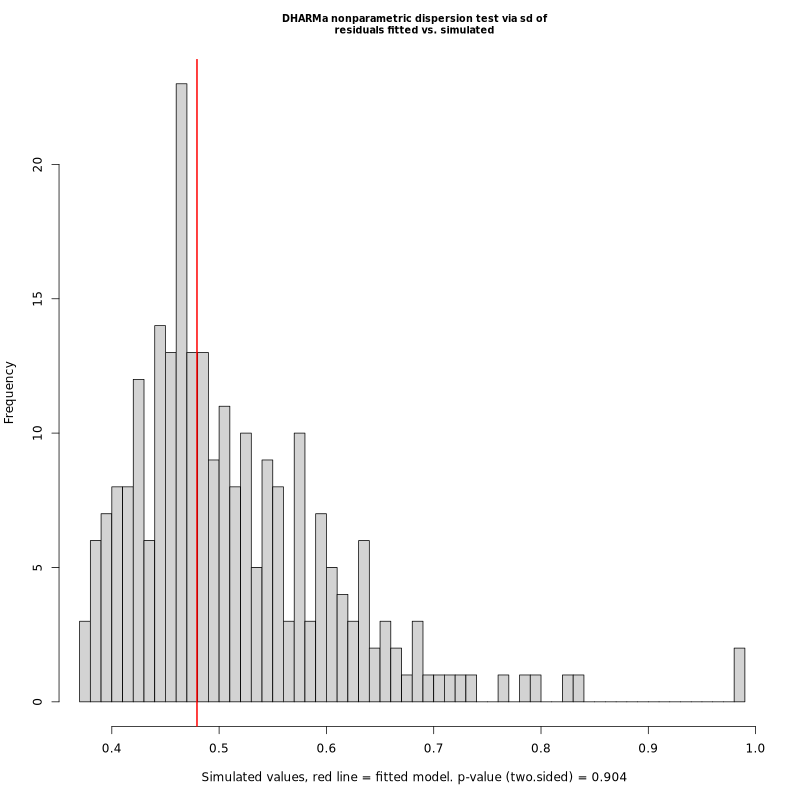 DHARMa nonparametric dispersion test via sd of
residuals fitted vs. simulated
Frequency
20
15
10
5
0
0.4 0.5 0.6 0.7 0.8 0.9 1.0
Simulated values, red line = fitted model. p-value (two.sided) = 0.904